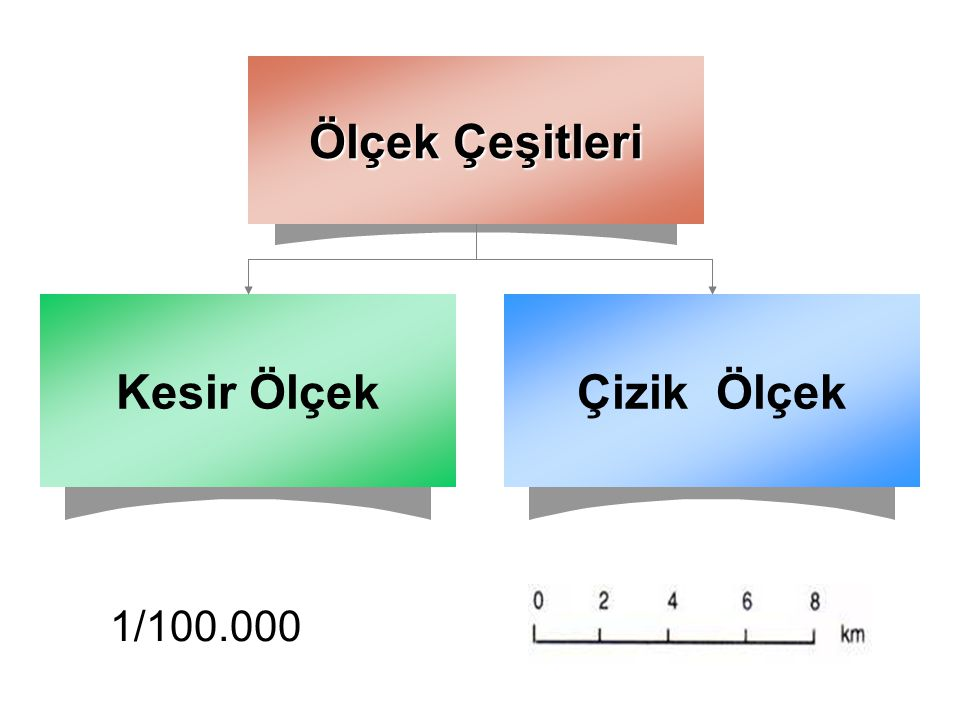 Ölçek Çeşitleri
Kesir Ölçek
Çizik Ölçek
1/100.000
0 2 4 6 8
km